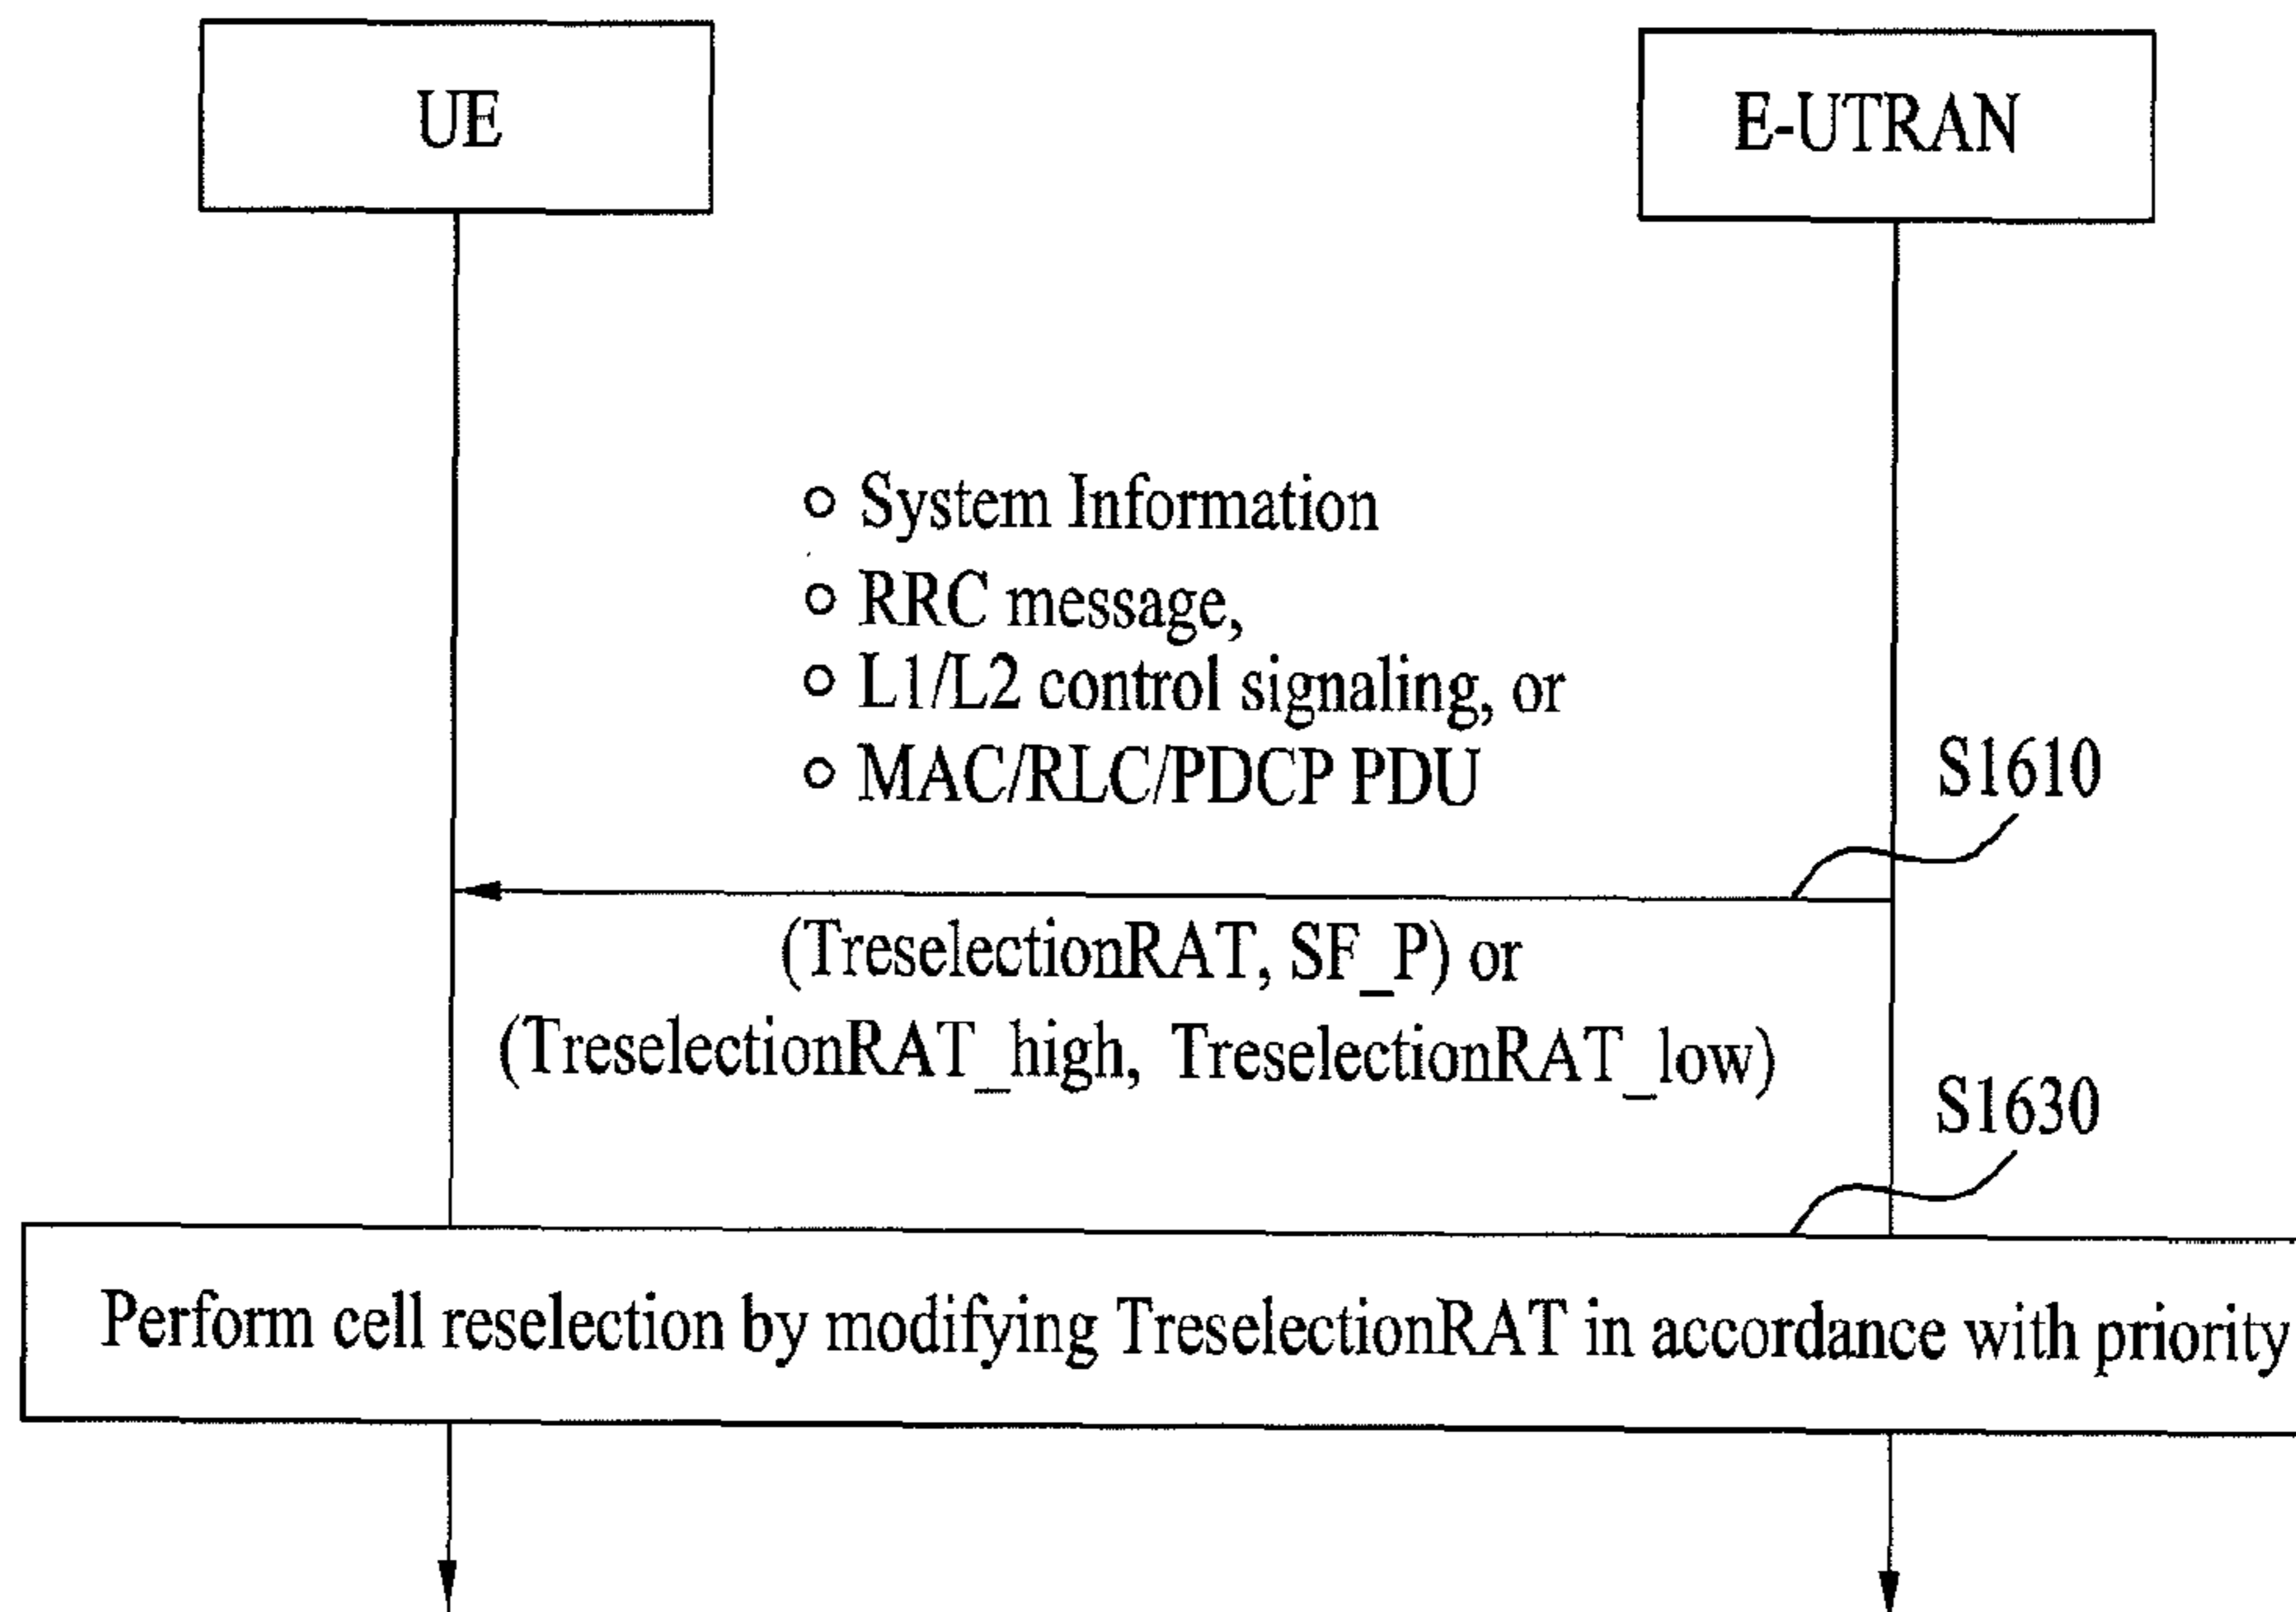 UE
E-UTRAN
○ System Information
○ RRC message,
○ L1/L2 control signaling, or
○ MAC/RLC/PDCP PDU
S1610
(TreselectionRAT, SF_P) or
(TreselectionRAT_high, TreselectionRAT_low)
S1630
Perform cell reselection by modifying TreselectionRAT in accordance with priority